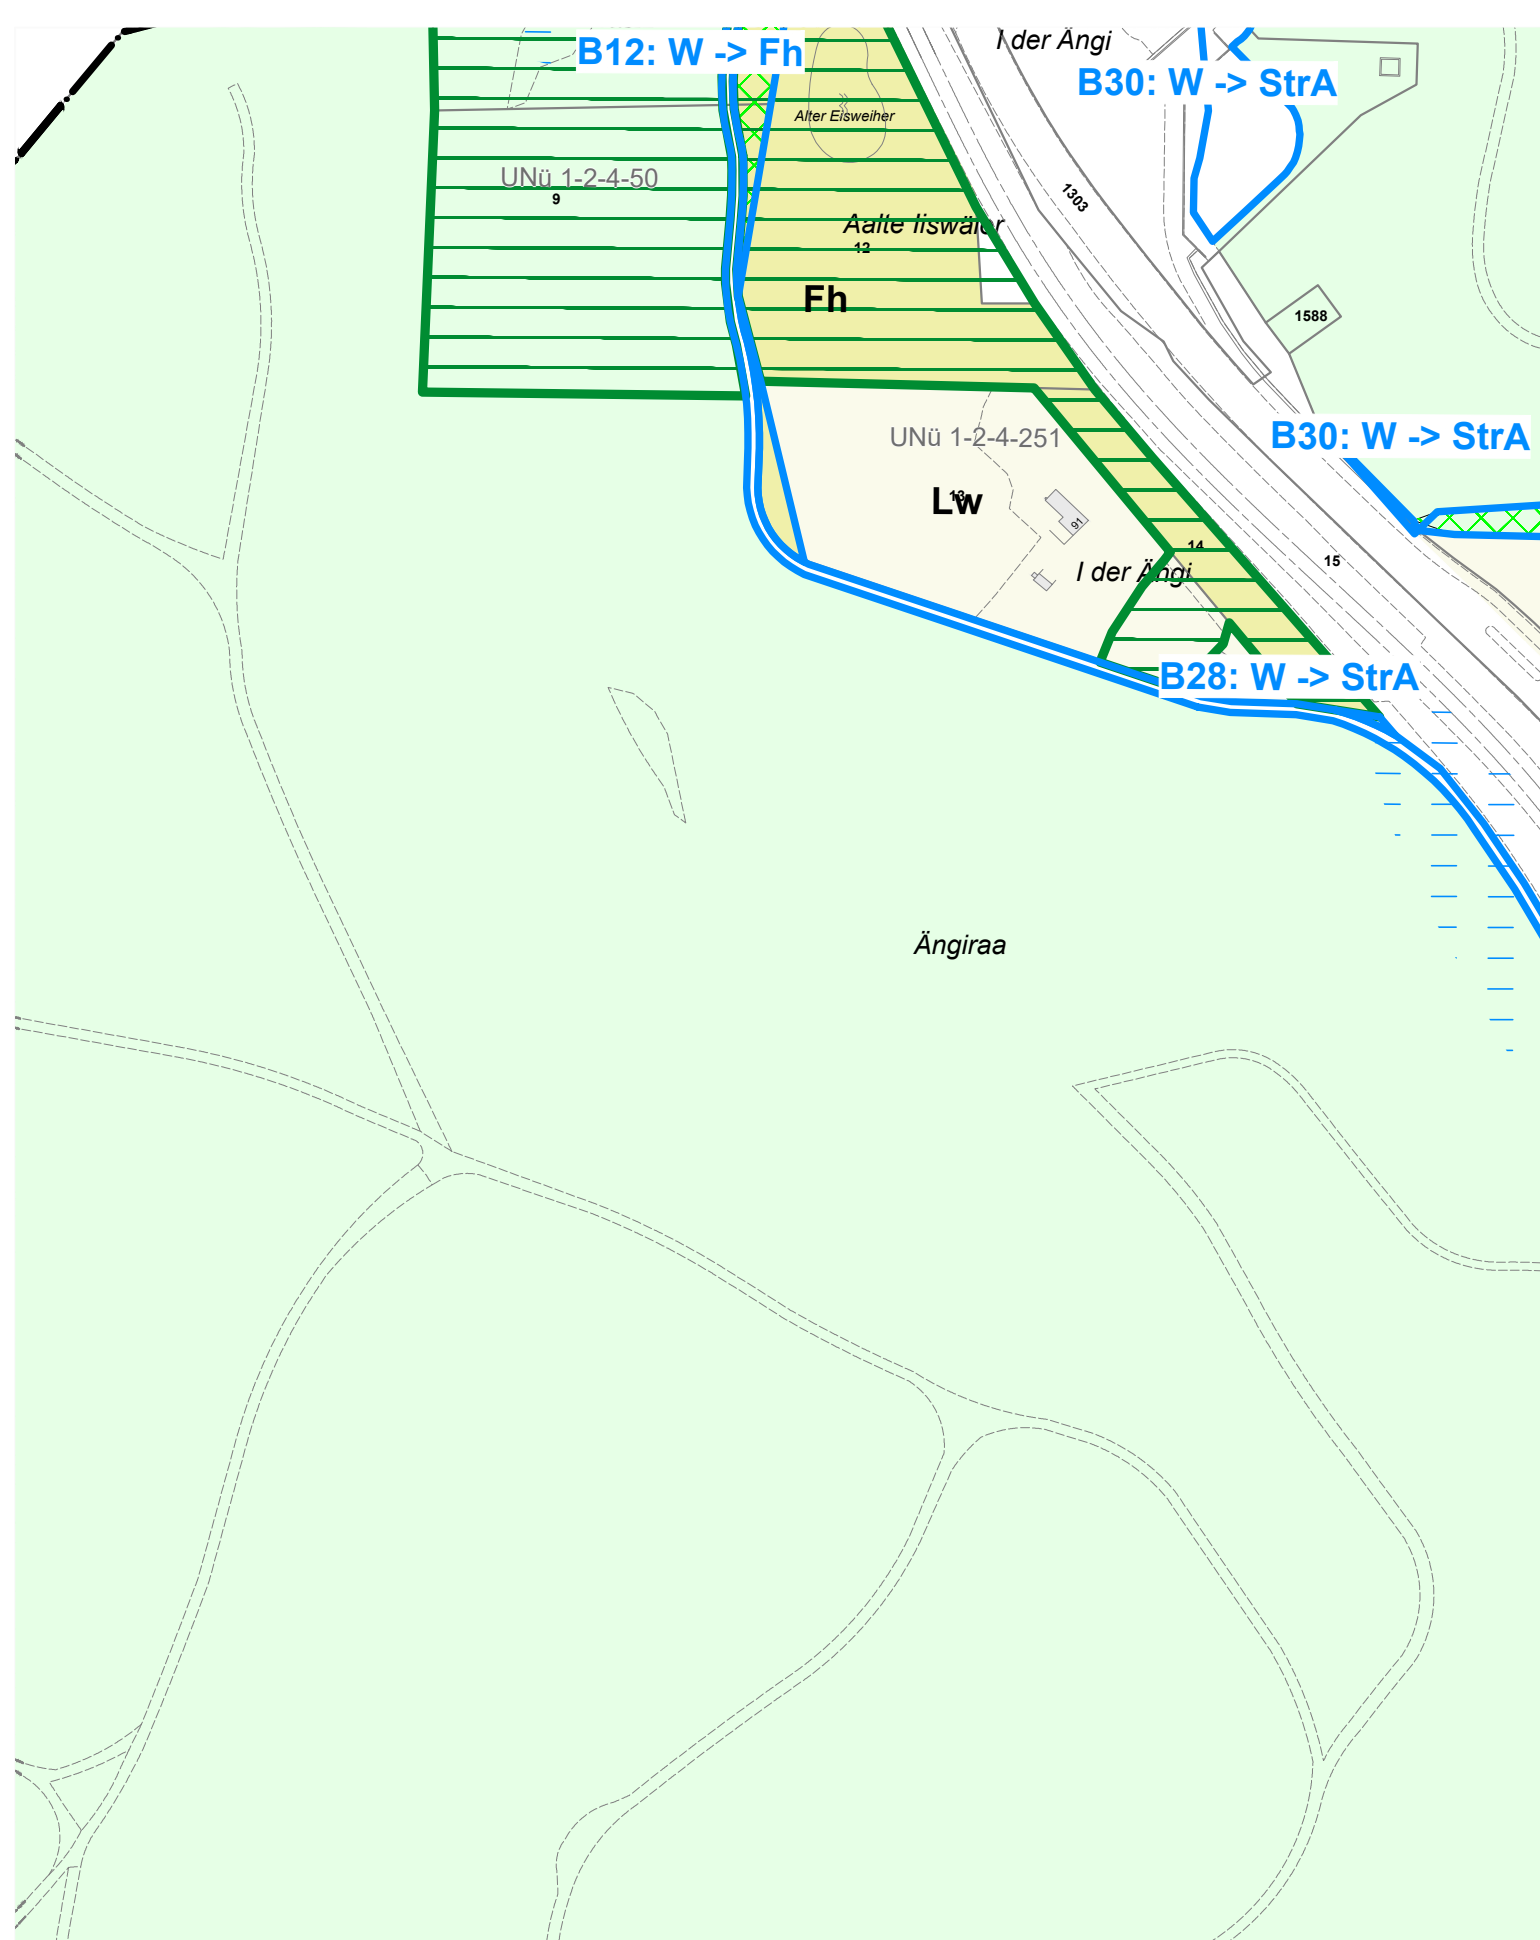 I der Ängi
B12: W -> Fh
B30: W -> StrA
Alter Eisweiher
UNü 1-2-4-50
9
1303
Aalte Iiswäier
12
Fh
1588
UNü 1-2-4-251
B30: W -> StrA
Lw
13
91
14
15
I der Ängi
B28: W -> StrA
Ängiraa